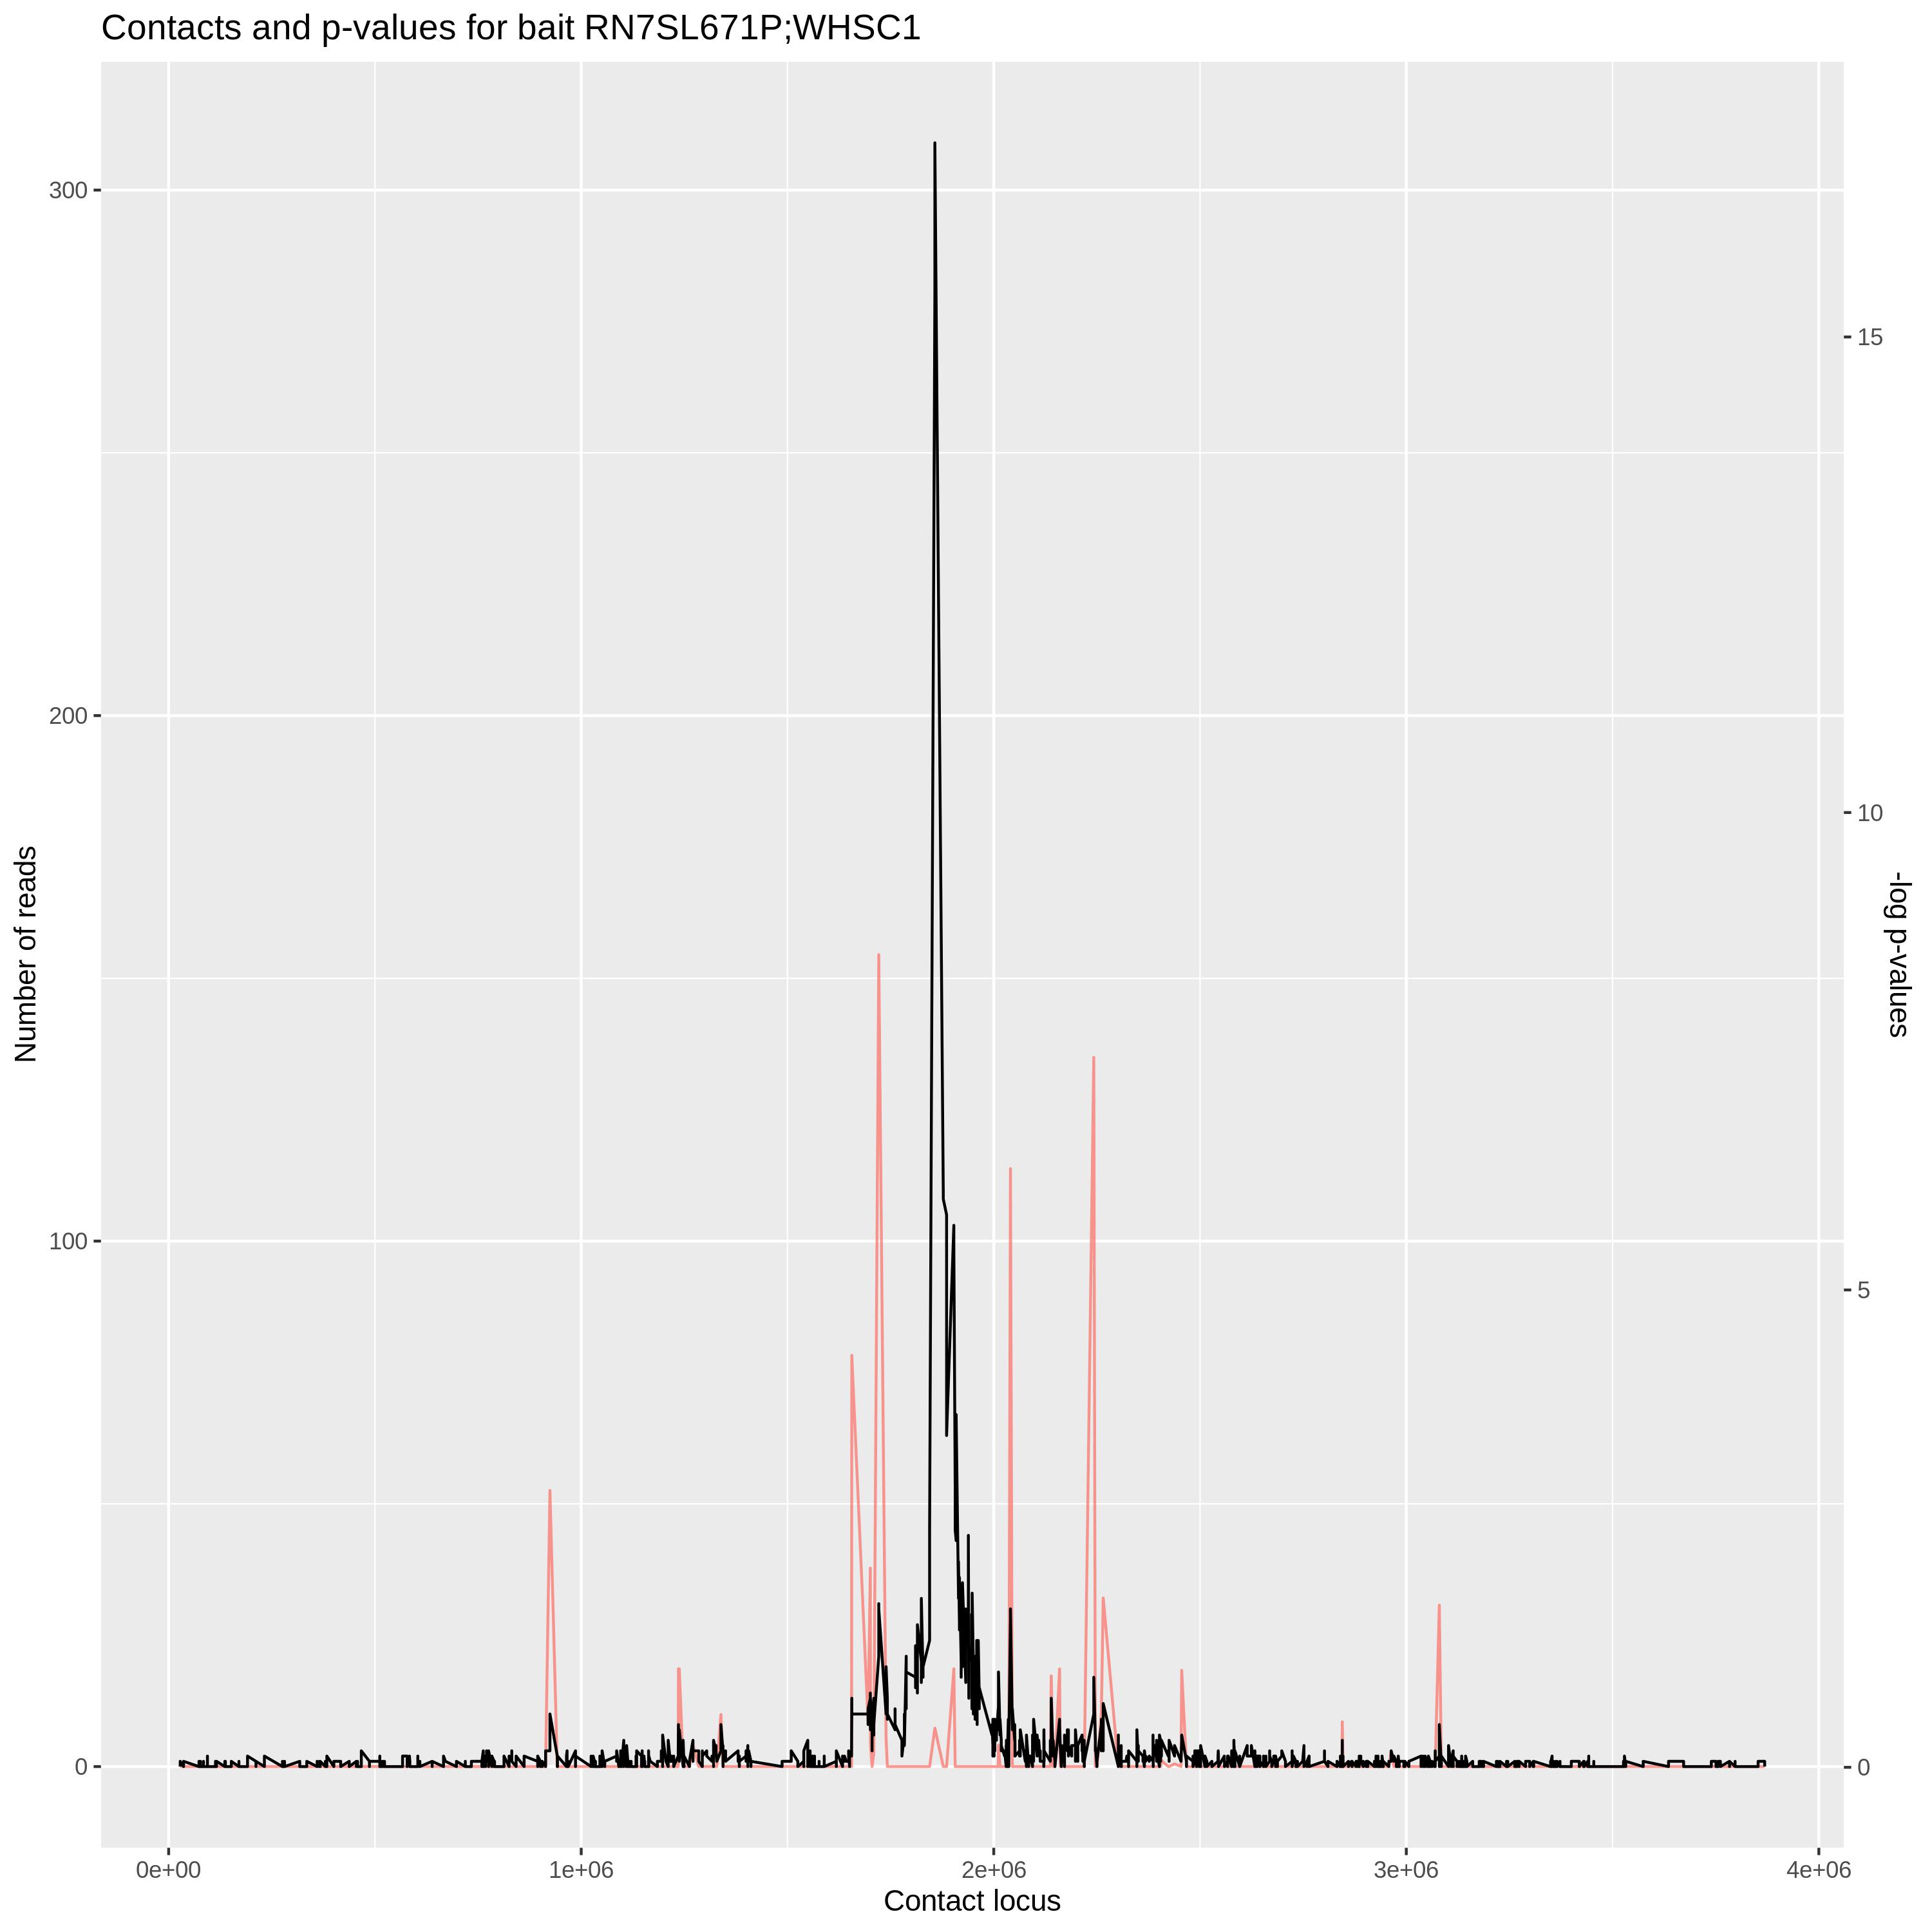 Contacts and p-values for bait RN7SL671P;WHSC1
300
200
100
0
Number of reads
15
10
5
0
-log p-values
0e+00 1e+06 2e+06 3e+06 4e+06
Contact locus